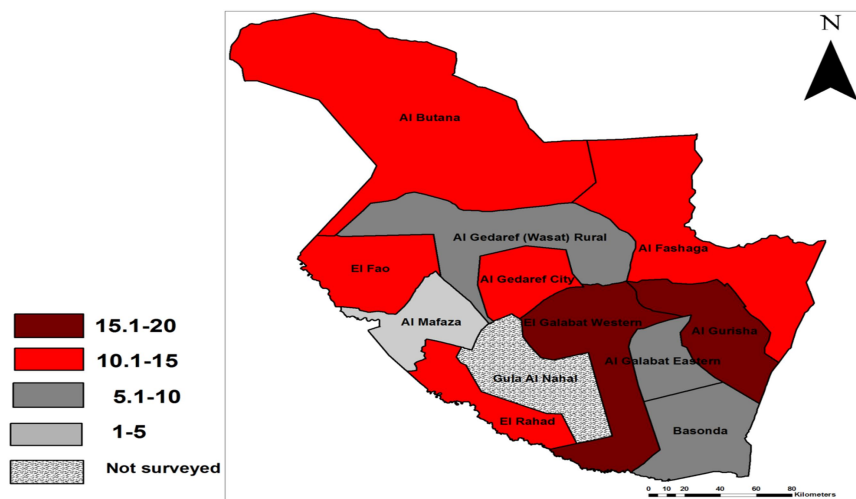 N
Al Butana
Al Gedaref (Wasat) Rural
Al Fashaga
El Fao
Al Gedaref City
Al Mafaza
El Galabat Western
Al Gurisha
Al Galabat Eastern
Gula Al Nahal
El Rahad
Basonda
15.1-20
10.1-15
5.1-10
1-5
Not surveyed
0 10 20 40 60 80
Kilometers